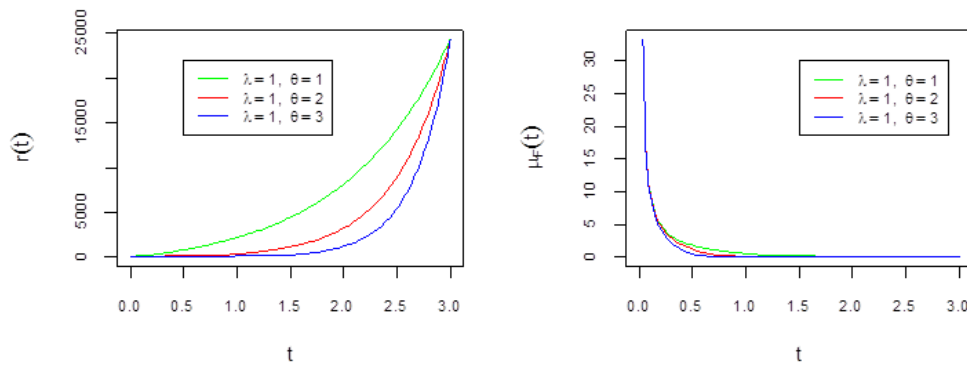 r(t)
25000
15000
5000
0
λ = 1, θ = 1
λ = 1, θ = 2
λ = 1, θ = 3
0.0 0.5 1.0 1.5 2.0 2.5 3.0
t
μF(t)
30
25
20
15
10
5
0
λ = 1, θ = 1
λ = 1, θ = 2
λ = 1, θ = 3
0.0 0.5 1.0 1.5 2.0 2.5 3.0
t